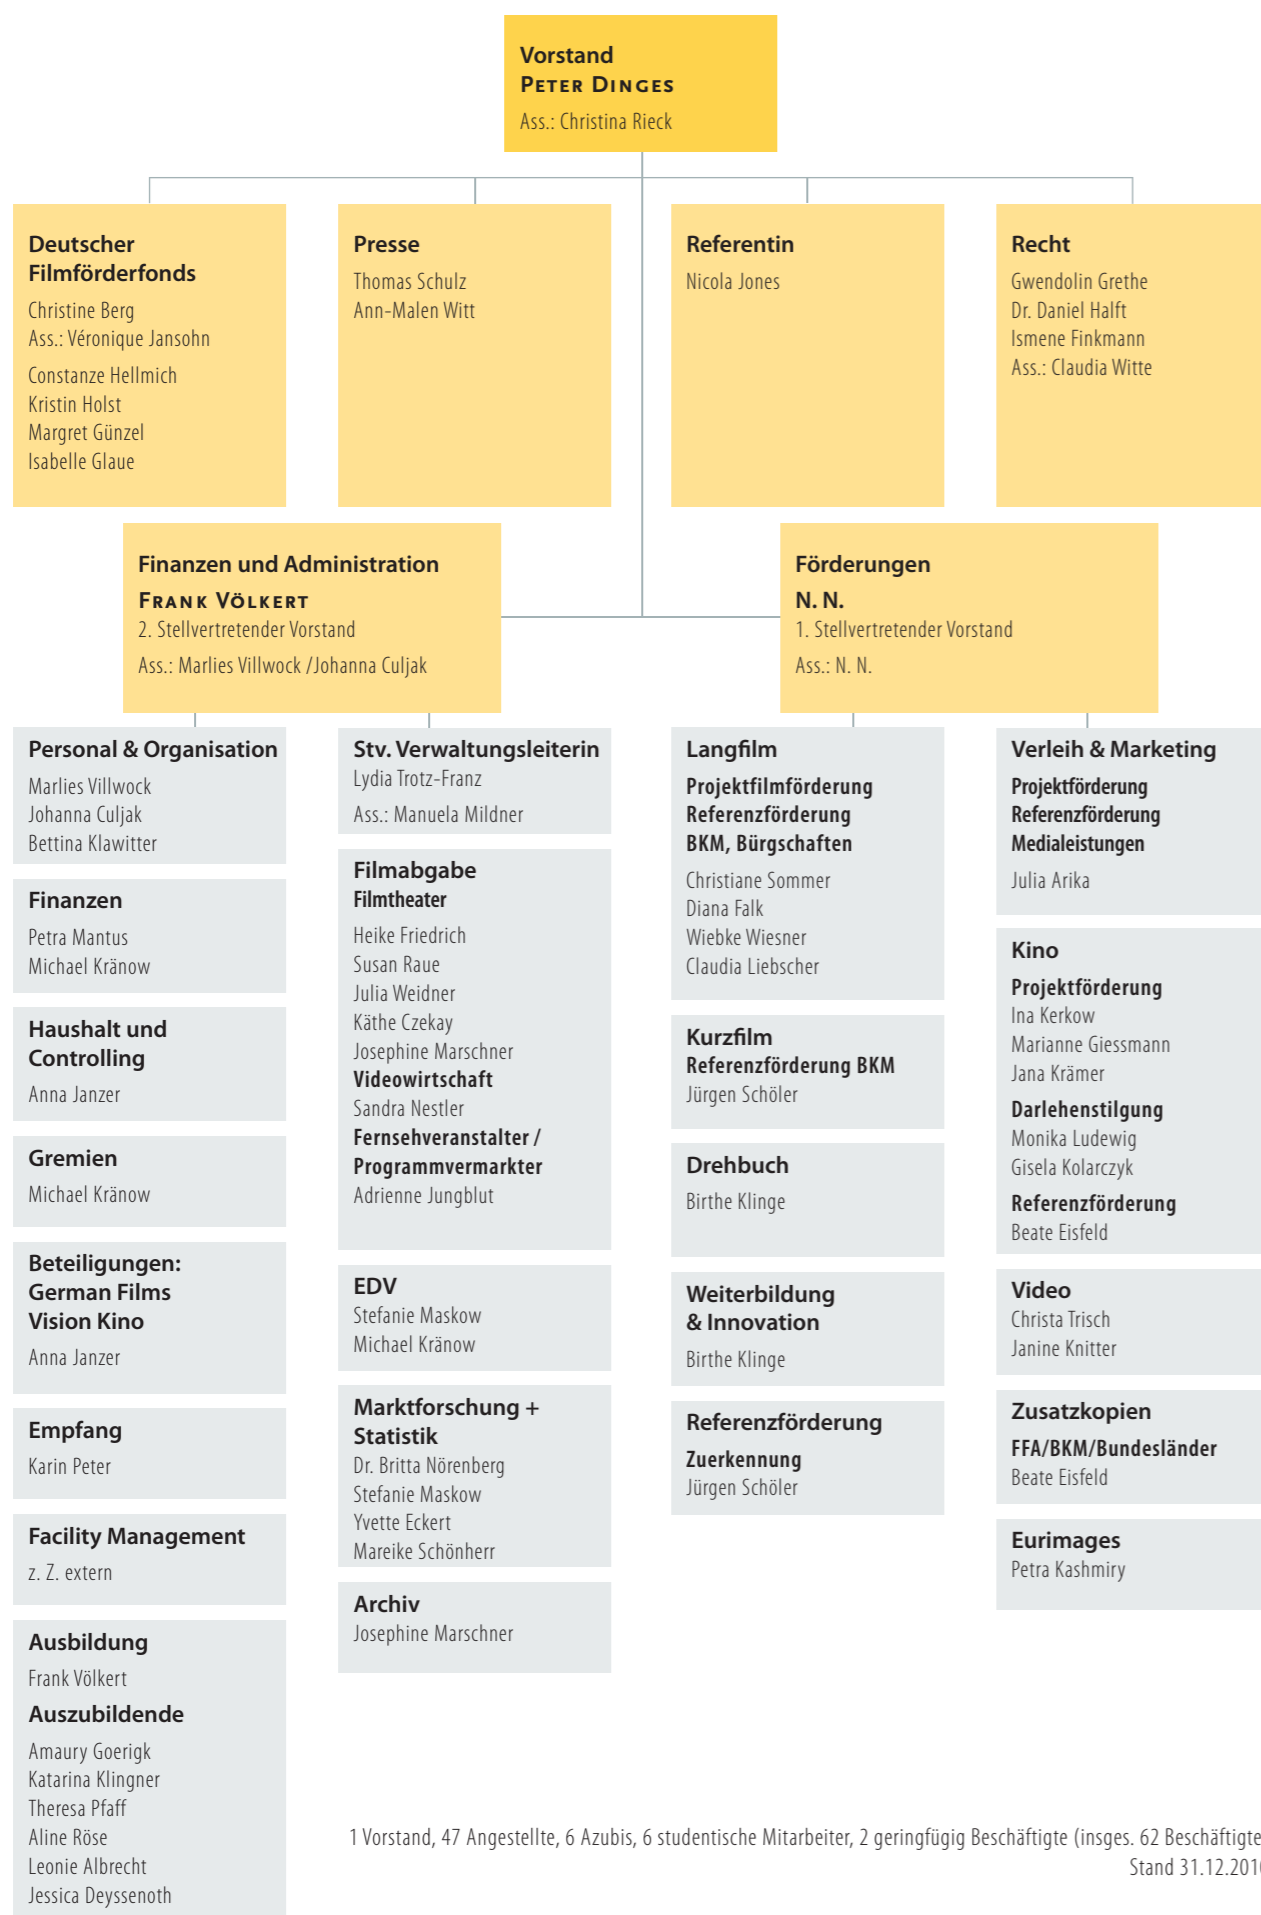 Vorstand
PETER DINGES
Ass.: Christina Rieck
Deutscher
Filmförderfonds
Christine Berg
Ass.: Véronique Jansohn
Constanze Hellmich
Kristin Holst
Margret Günzel
Isabelle Glaue
Presse
Thomas Schulz
Ann-Malen Witt
Referentin
Nicola Jones
Recht
Gwendolin Grethe
Dr. Daniel Halft
Ismene Finkmann
Ass.: Claudia Witte
Finanzen und Administration
FRANK VÖLKERT
2. Stellvertretender Vorstand
Ass.: Marlies Villwock /Johanna Culjak
Förderungen
N. N.
1. Stellvertretender Vorstand
Ass.: N. N.
Personal & Organisation
Marlies Villwock
Johanna Culjak
Bettina Klawitter
Finanzen
Petra Mantus
Michael Kränow
Haushalt und
Controlling
Anna Janzer
Gremien
Michael Kränow
Beteiligungen:
German Films
Vision Kino
Anna Janzer
Empfang
Karin Peter
Facility Management
z. Z. extern
Ausbildung
Frank Völkert
Auszubildende
Amaury Goerigk
Katarina Klingner
Theresa Pfaff
Aline Röse
Leonie Albrecht
Jessica Deyssenoth
Stv. Verwaltungsleiterin
Lydia Trotz-Franz
Ass.: Manuela Mildner
Filmabgabe
Filmtheater
Heike Friedrich
Susan Raue
Julia Weidner
Käthe Czekay
Josephine Marschner
Videowirtschaft
Sandra Nestler
Fernsehveranstalter /
Programmvermarkter
Adrienne Jungblut
EDV
Stefanie Maskow
Michael Kränow
Marktforschung +
Statistik
Dr. Britta Nörenberg
Stefanie Maskow
Yvette Eckert
Mareike Schönherr
Archiv
Josephine Marschner
Langfilm
Projektfilmförderung
Referenzförderung
BKM, Bürgschaften
Christiane Sommer
Diana Falk
Wiebke Wiesner
Claudia Liebscher
Kurzfilm
Referenzförderung BKM
Jürgen Schöler
Drehbuch
Birthe Klinge
Weiterbildung
& Innovation
Birthe Klinge
Referenzförderung
Zuerkennung
Jürgen Schöler
Verleih & Marketing
Projektförderung
Referenzförderung
Medialeistungen
Julia Arika
Kino
Projektförderung
Ina Kerkow
Marianne Giessmann
Jana Krämer
Darlehenstilgung
Monika Ludewig
Gisela Kolarczyk
Referenzförderung
Beate Eisfeld
Video
Christa Trisch
Janine Knitter
Zusatzkopien
FFA/BKM/Bundesländer
Beate Eisfeld
Eurimages
Petra Kashmiry
1 Vorstand, 47 Angestellte, 6 Azubis, 6 studentische Mitarbeiter, 2 geringfügig Beschäftigte (insges. 62 Beschäftigte
Stand